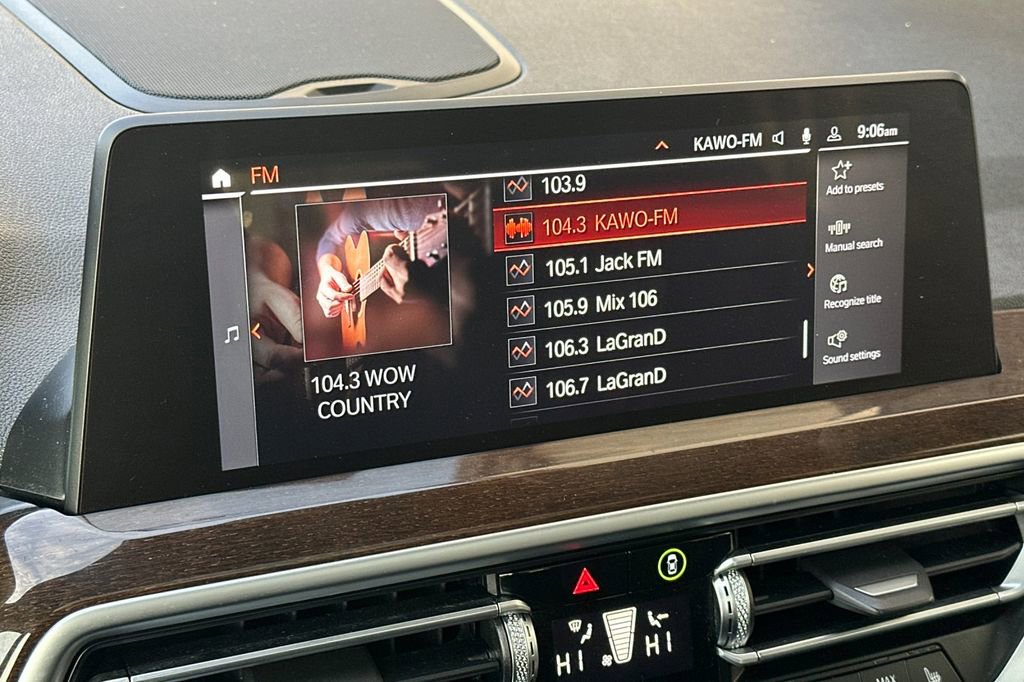 FM
KAWO-FM
9:06am
103.9
104.3 KAWO-FM
105.1 Jack FM
105.9 Mix 106
106.3 LaGranD
106.7 LaGranD
104.3 WOW
COUNTRY
Add to presets
Manual search
Recognize title
Sound settings
HI
HI
MAX